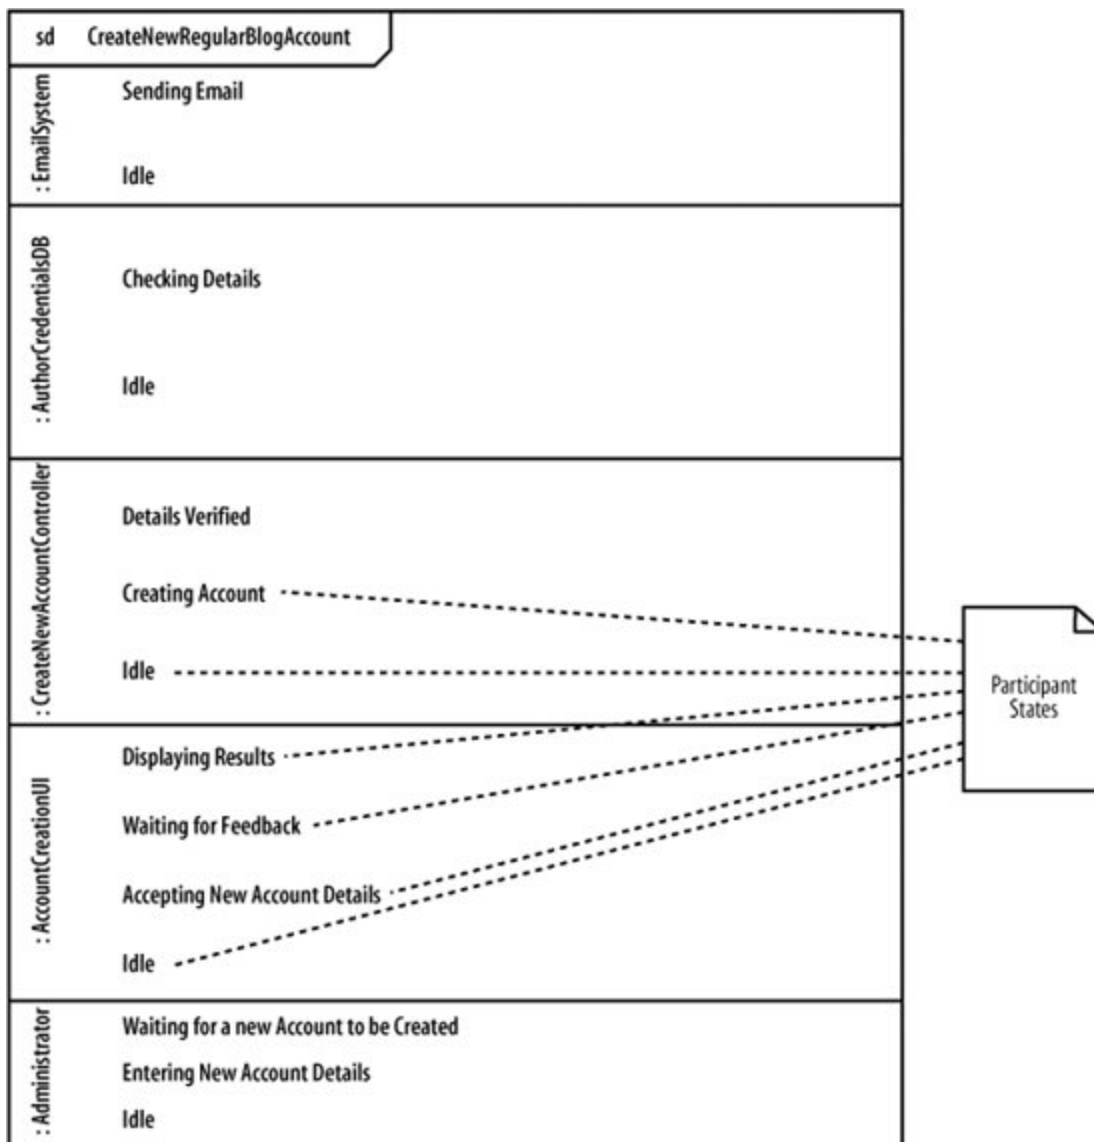 sd CreateNewRegularBlogAccount
: EmailSystem
Sending Email
Idle
: AuthorCredentialsDB
Checking Details
Idle
: CreateNewAccountController
Details Verified
Creating Account
Idle
: AccountCreationUI
Displaying Results
Waiting for Feedback
Accepting New Account Details
Idle
Participant
States
: Administrator
Waiting for a new Account to be Created
Entering New Account Details
Idle